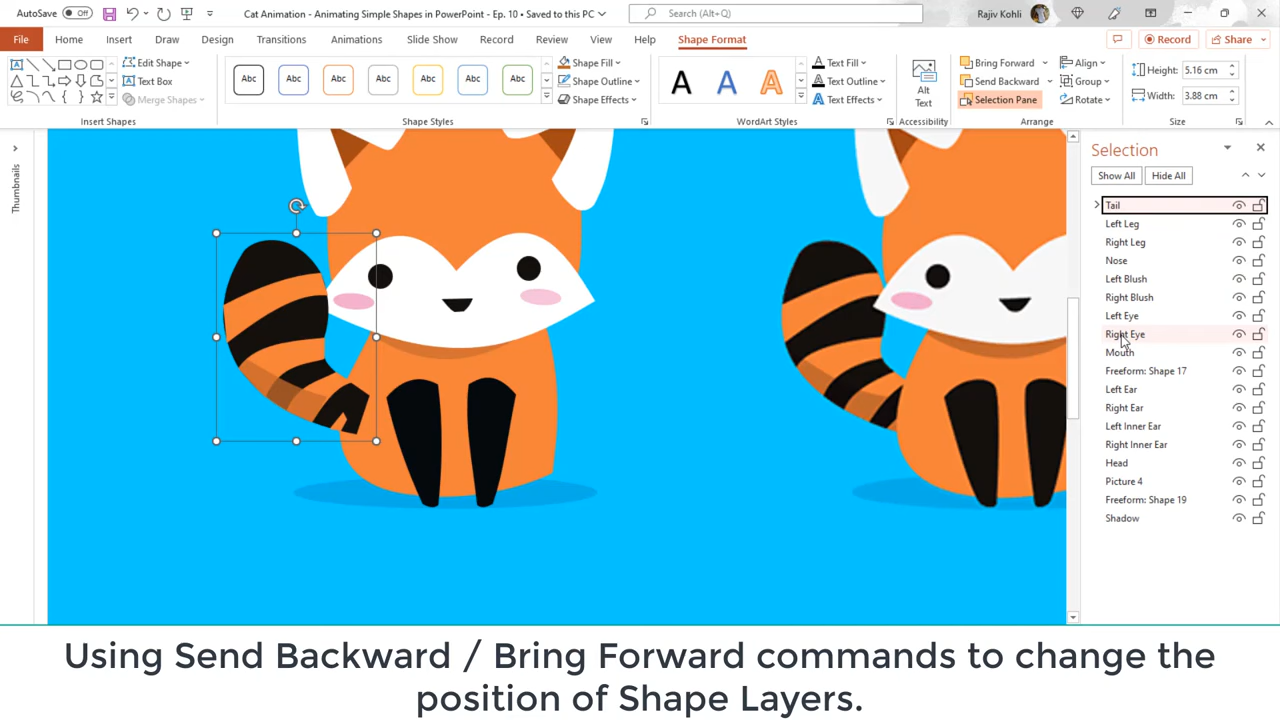 AutoSave Off Cat Animation - Animating Simple Shapes in PowerPoint - Ep. 10 • Saved to this PC Search (Alt+Q) Rajiv Kohli
File Home Insert Draw Design Transitions Animations Slide Show Record Review View Help Shape Format Record Share
Edit Shape
Text Box
Merge Shapes
Insert Shapes
Abc Abc Abc Abc Abc Abc Abc
Shape Styles
Shape Fill
Shape Outline
Shape Effects
A A A
WordArt Styles
Text Fill
Text Outline
Text Effects
Alt
Text
Accessibility
Bring Forward
Send Backward
Selection Pane
Align
Group
Rotate
Arrange
Height: 5.16 cm
Width: 3.88 cm
Size
Thumbnails
Selection
Show All Hide All
Tail
Left Leg
Right Leg
Nose
Left Blush
Right Blush
Left Eye
Right Eye
Mouth
Freeform: Shape 17
Left Ear
Right Ear
Left Inner Ear
Right Inner Ear
Head
Picture 4
Freeform: Shape 19
Shadow
Using Send Backward / Bring Forward commands to change the
position of Shape Layers.